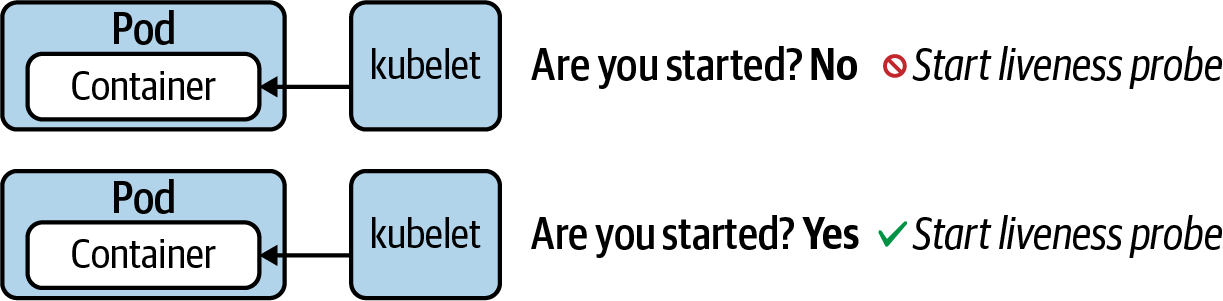 Pod
Container
kubelet
Are you started? No Start liveness probe
Pod
Container
kubelet
Are you started? Yes Start liveness probe